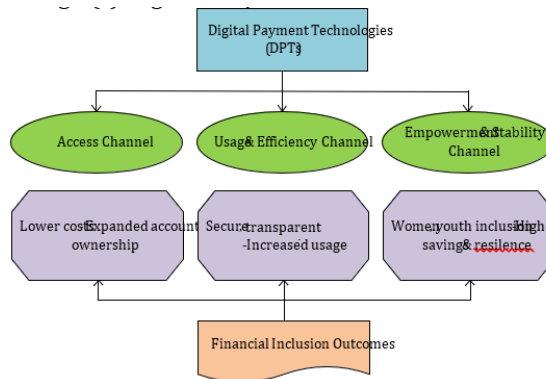 Digital Payment Technologies
(DPTs)
Access Channel
Usage& Efficiency Channel
Empowerment&Stability
Channel
Lower costs-Expanded account
ownership
Secure,transparent
-Increased usage
Women,youth inclusion-High
saving& resilence
Financial Inclusion Outcomes